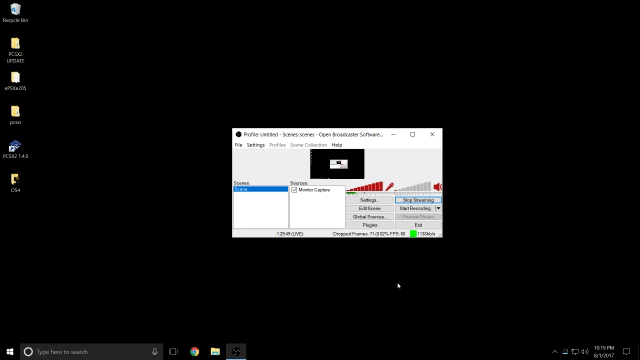 Recycle Bin
PCSX2
UPDATE
ePSXe205
pcsxr
PCSX2 1.4.0
DS4
Profile: Untitled - Scenes: scenes - Open Broadcaster Software...
File Settings Profiles Scene Collection Help
Scenes:
Sources:
Scene
Monitor Capture
Settings...
Stop Streaming
Edit Scene
Start Recording
Global Sources...
Preview Stream
Plugins
Exit
1:29:49 (LIVE)
Dropped Frames: 71 (0.02%)
FPS: 60
Type here to search
10:19 PM
8/1/2017